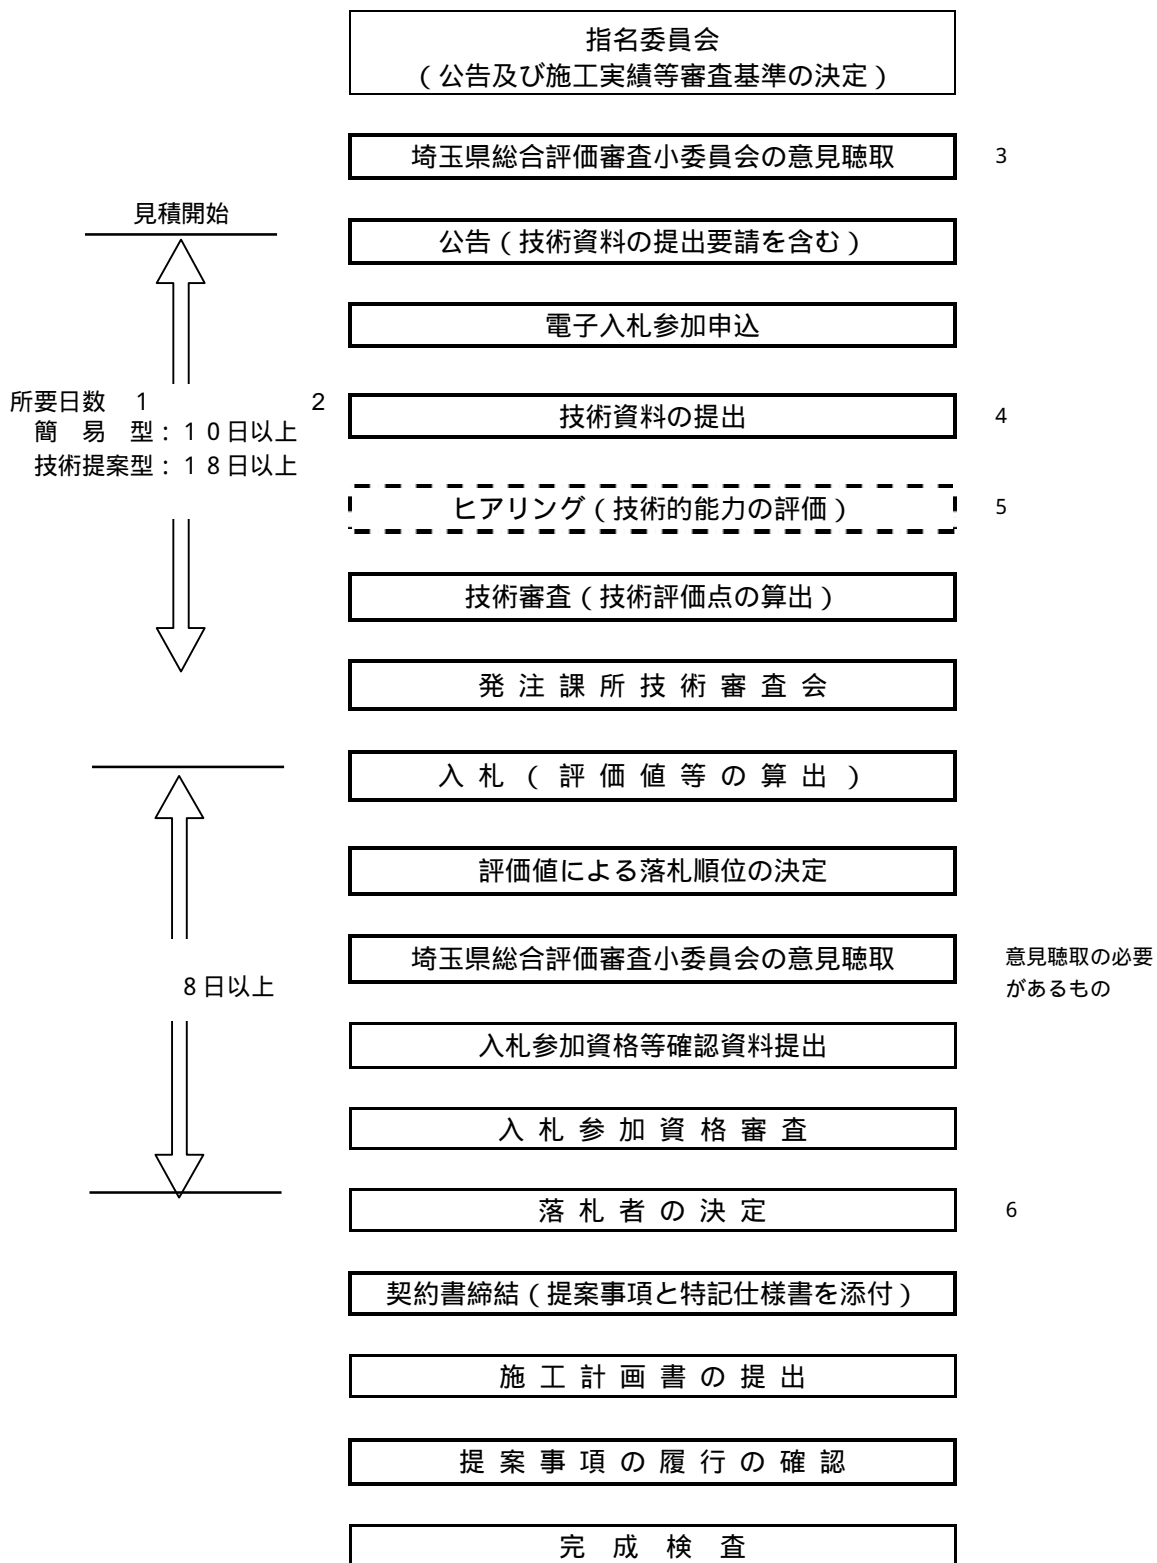 指名委員会
（公告及び施工実績等審査基準の決定）
埼玉県総合評価審査小委員会の意見聴取
3
見積開始
公告（技術資料の提出要請を含む）
電子入札参加申込
所要日数　1
簡　易　型：１０日以上
技術提案型：１８日以上
2
技術資料の提出
4
ヒアリング（技術的能力の評価）
5
技術審査（技術評価点の算出）
発 注 課 所 技 術 審 査 会
入 札 （ 評 価 値 等 の 算 出 ）
評価値による落札順位の決定
埼玉県総合評価審査小委員会の意見聴取
意見聴取の必要
があるもの
8日以上
入札参加資格等確認資料提出
入 札 参 加 資 格 審 査
落 札 者 の 決 定
6
契約書締結（提案事項と特記仕様書を添付）
施 工 計 画 書 の 提 出
提 案 事 項 の 履 行 の 確 認
完　成　検　査